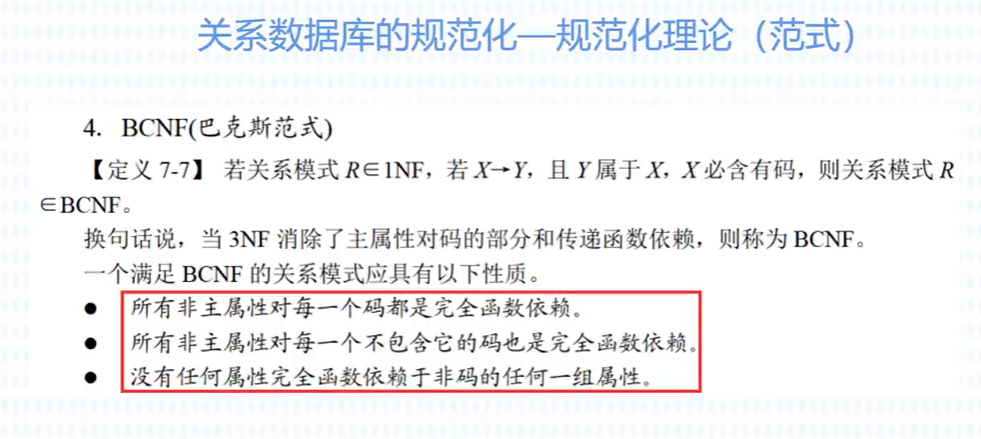 关系数据库的规范化—规范化理论（范式）
4. BCNF(巴克斯范式)
【定义 7-7】 若关系模式 R∈1NF，若 X→Y，且 Y 属于 X，X 必含有码，则关系模式 R
∈BCNF。
换句话说，当 3NF 消除了主属性对码的部分和传递函数依赖，则称为 BCNF。
一个满足 BCNF 的关系模式应具有以下性质。
● 所有非主属性对每一个码都是完全函数依赖。
● 所有非主属性对每一个不包含它的码也是完全函数依赖。
● 没有任何属性完全函数依赖于非码的任何一组属性。